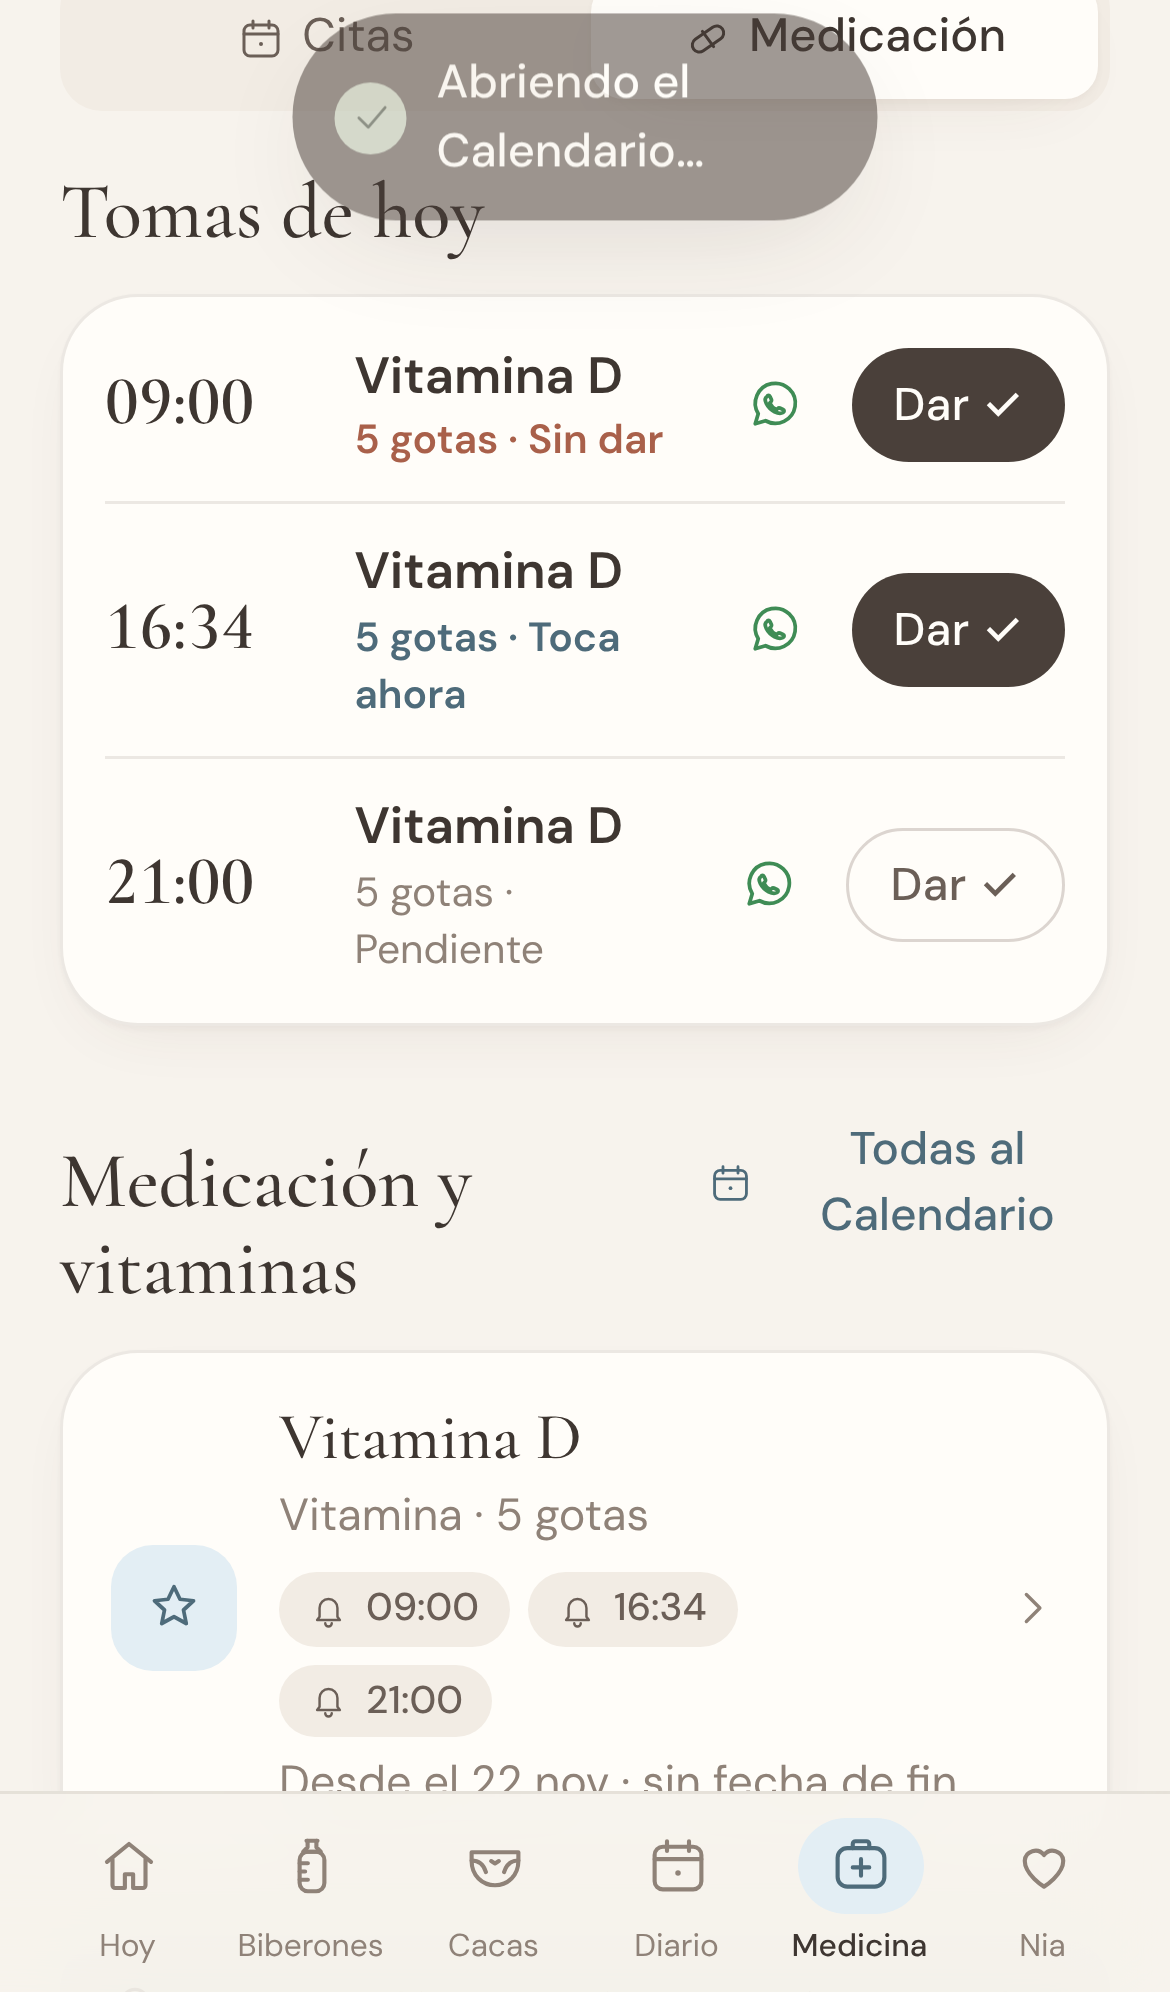 Citas
Medicación
Abriendo el
Calendario...
Tomas de hoy
09:00
Vitamina D
5 gotas · Sin dar
Dar
16:34
Vitamina D
5 gotas · Toca
ahora
Dar
21:00
Vitamina D
5 gotas ·
Pendiente
Dar
Medicación y
vitaminas
Todas al
Calendario
Vitamina D
Vitamina · 5 gotas
09:00
16:34
21:00
Desde el 22 nov · sin fecha de fin
Hoy
Biberones
Cacas
Diario
Medicina
Nia